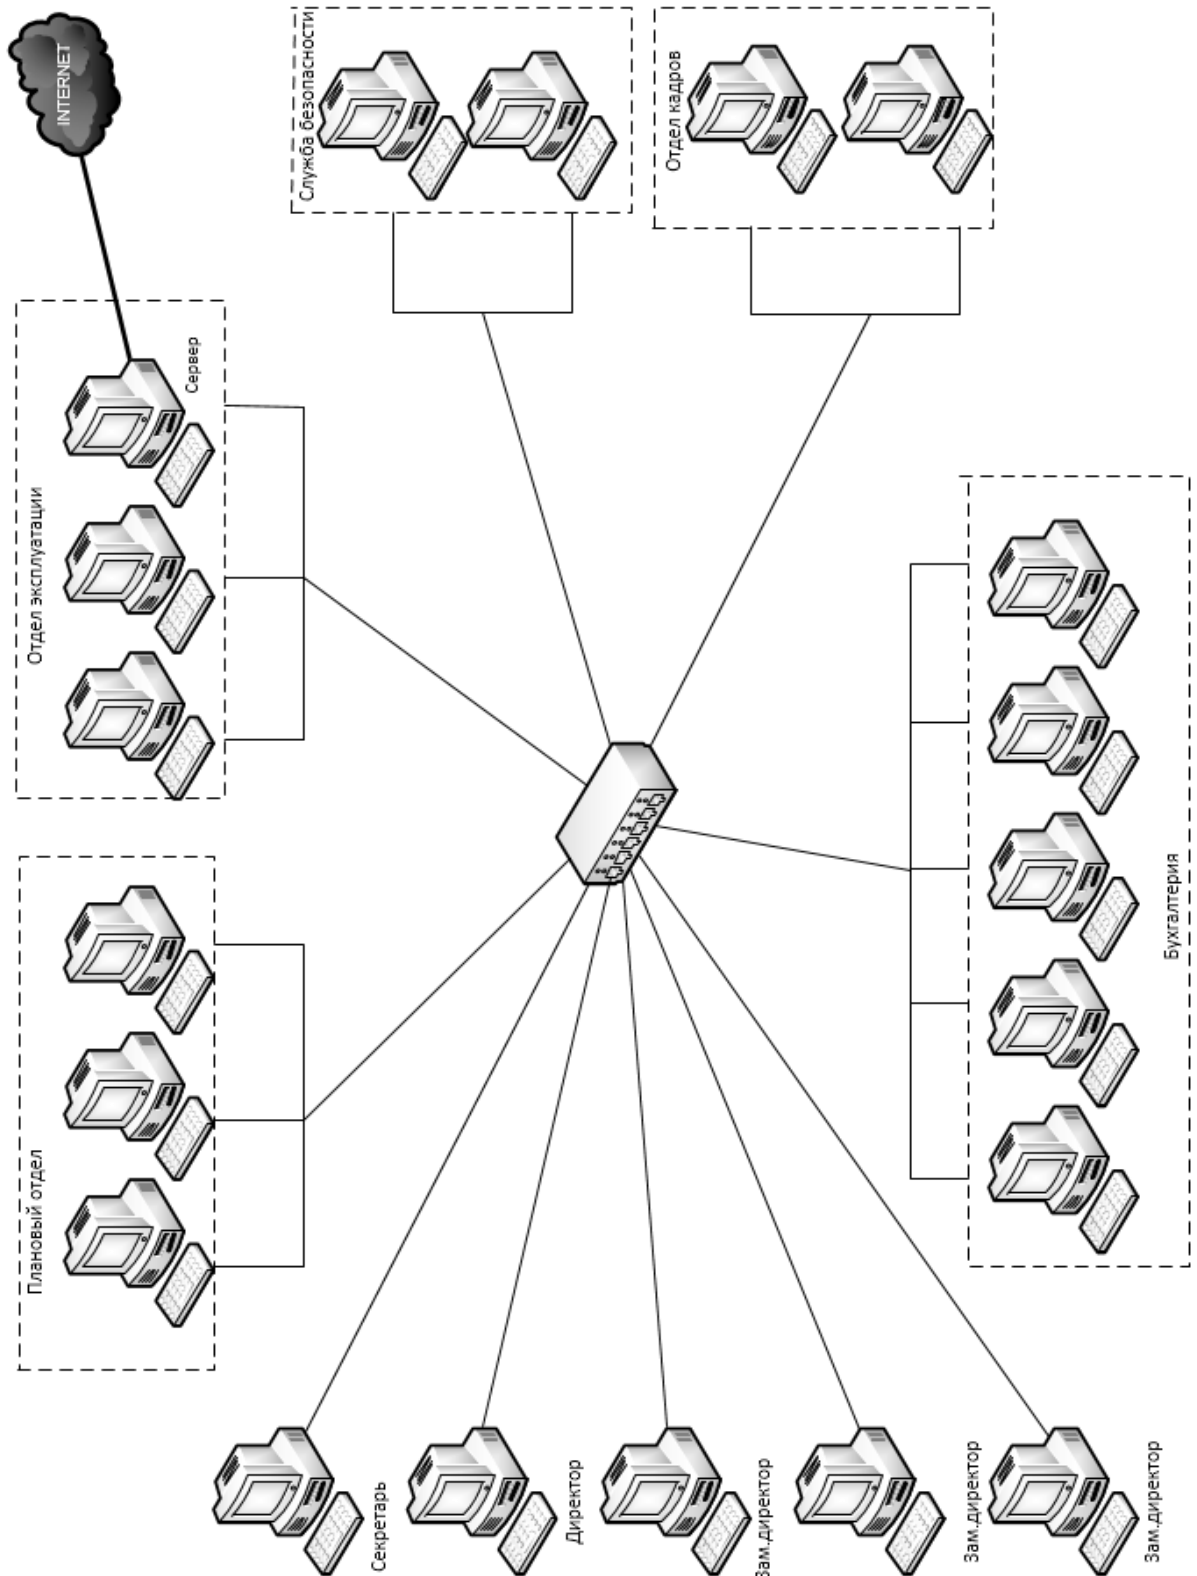 INTERNET
Служба безопасности
Отдел кадров
Сервер
Отдел эксплуатации
Плановый отдел
Бухгалтерия
Секретарь
Директор
Зам.директор
Зам.директор
Зам.директор